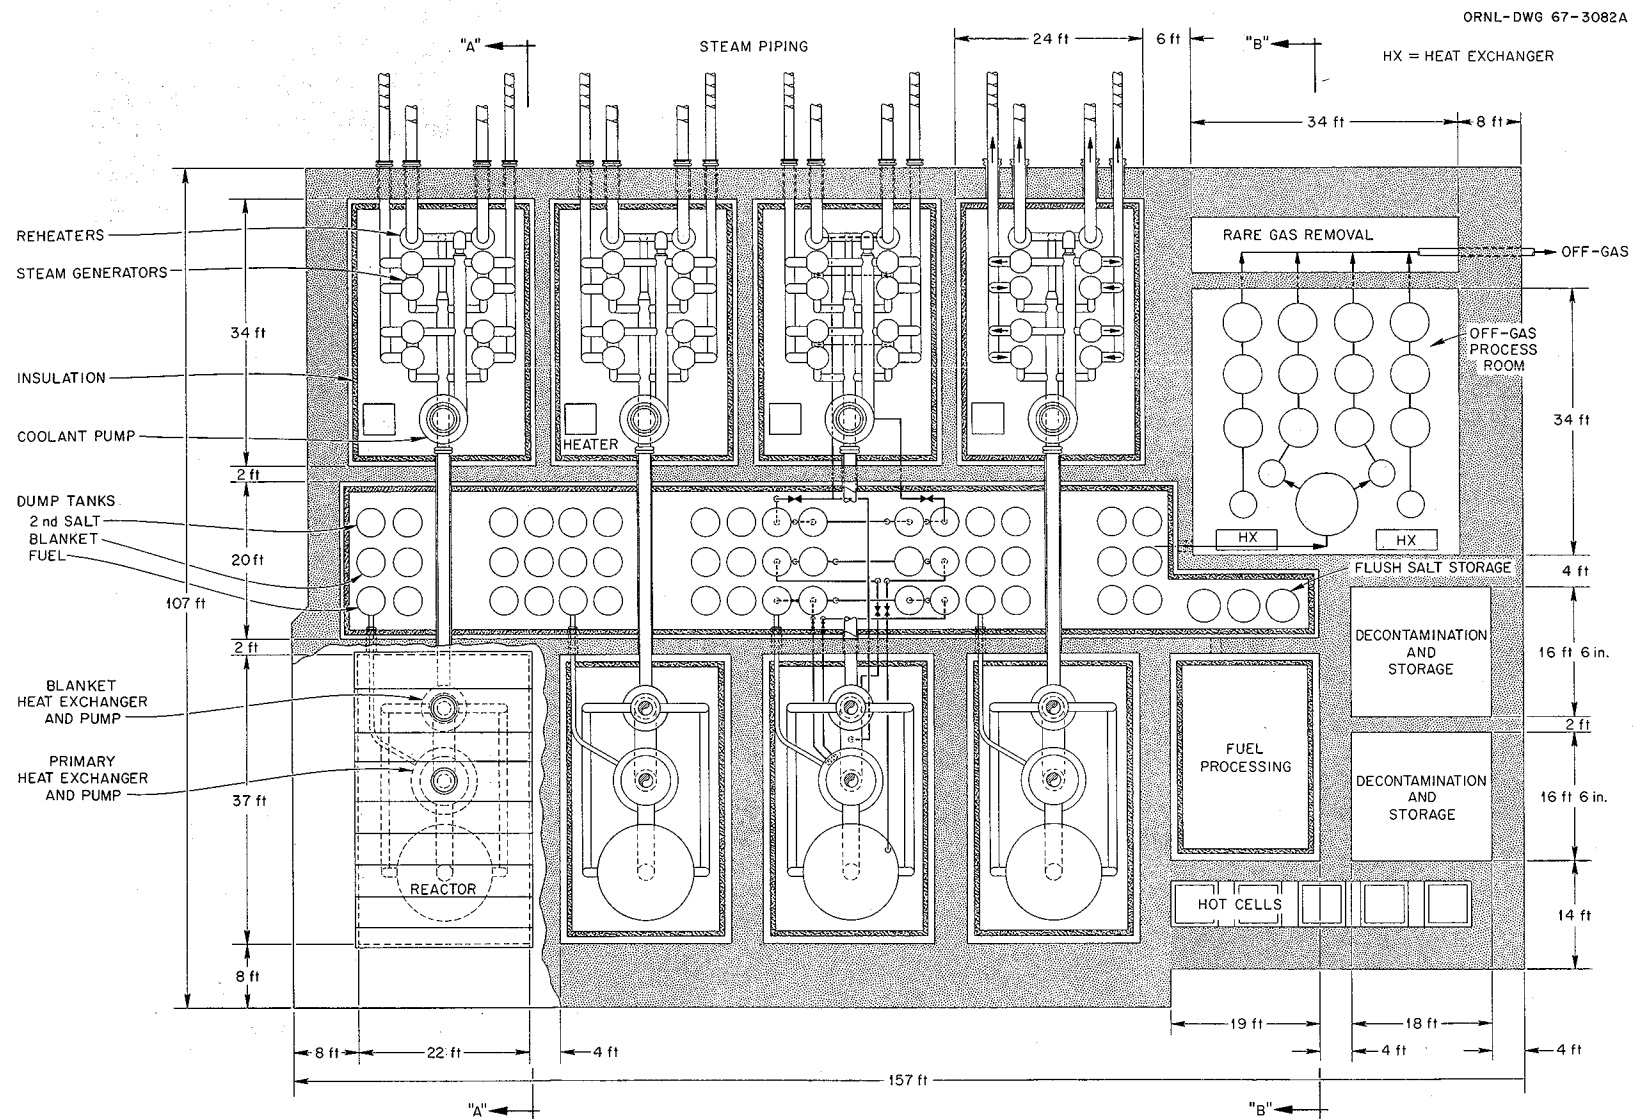 ORNL-DWG 67-3082A
"A"
STEAM PIPING
24 ft
6 ft
"B"
HX = HEAT EXCHANGER
34 ft
8 ft
REHEATERS
RARE GAS REMOVAL
OFF-GAS
STEAM GENERATORS
34 ft
OFF-GAS
PROCESS
ROOM
INSULATION
34 ft
COOLANT PUMP
HEATER
2 ft
DUMP TANKS
2nd SALT
BLANKET
FUEL
HX
HX
20 ft
FLUSH SALT STORAGE
4 ft
107 ft
DECONTAMINATION
AND
STORAGE
16 ft 6 in.
2 ft
BLANKET
HEAT EXCHANGER
AND PUMP
2 ft
PRIMARY
HEAT EXCHANGER
AND PUMP
FUEL
PROCESSING
DECONTAMINATION
AND
STORAGE
16 ft 6 in.
37 ft
REACTOR
HOT CELLS
14 ft
8 ft
8 ft
22 ft
4 ft
19 ft
18 ft
4 ft
4 ft
157 ft
"A"
"B"